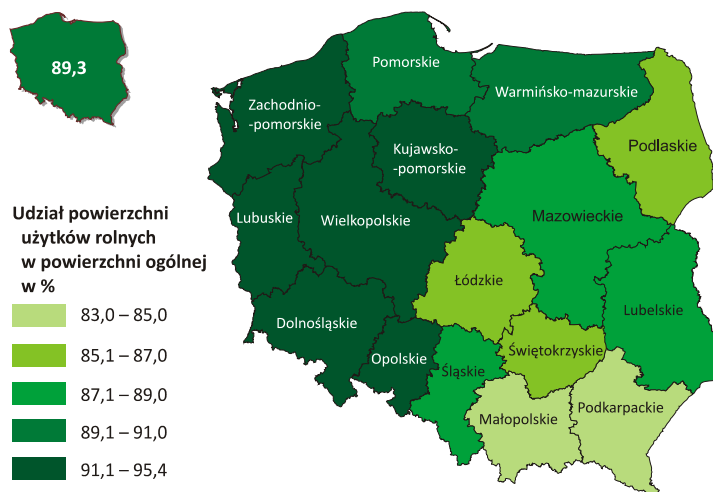 89,3
Pomorskie
Warmińsko-mazurskie
Zachodnio-
-pomorskie
Kujawsko-
-pomorskie
Podlaskie
Lubuskie
Wielkopolskie
Mazowieckie
Udział powierzchni
użytków rolnych
w powierzchni ogólnej
w %
Łódzkie
Lubelskie
83,0 – 85,0
85,1 – 87,0
87,1 – 89,0
89,1 – 91,0
91,1 – 95,4
Dolnośląskie
Opolskie
Śląskie
Świętokrzyskie
Małopolskie
Podkarpackie